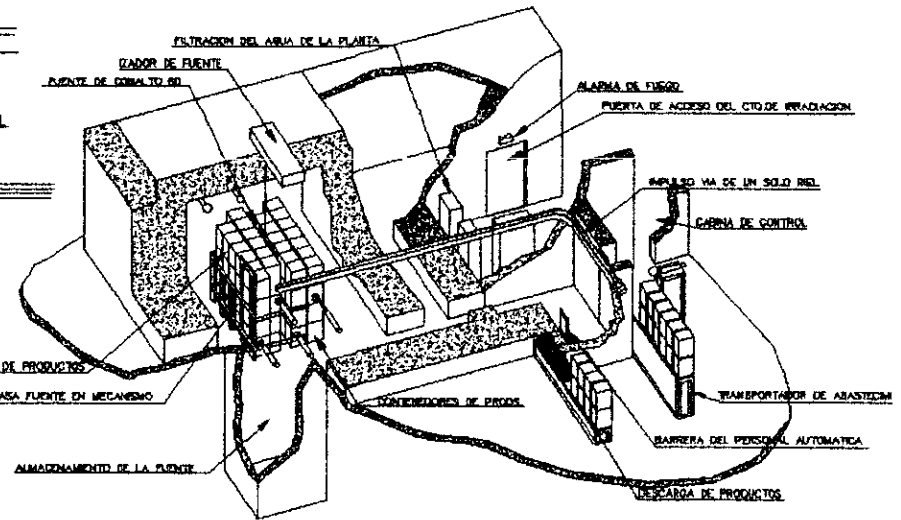 FILTRACION DEL AGUA DE LA PLANTA
IZADOR DE FUENTE
FUENTE DE COBALTO 60
ALARMA DE FUEGO
PUERTA DE ACCESO DEL CTO. DE IRRADIACION
L
IMPULSO VIA DE UN SOLO RIEL
CABINA DE CONTROL
DE PRODUCTOS
ASA FUENTE EN MECANISMO
CONTENEDORES DE PRODS.
TRANSPORTADOR DE ABASTECIMI
BARRERA DEL PERSONAL AUTOMATICA
ALMACENAMIENTO DE LA FUENTE
DESCARGA DE PRODUCTOS